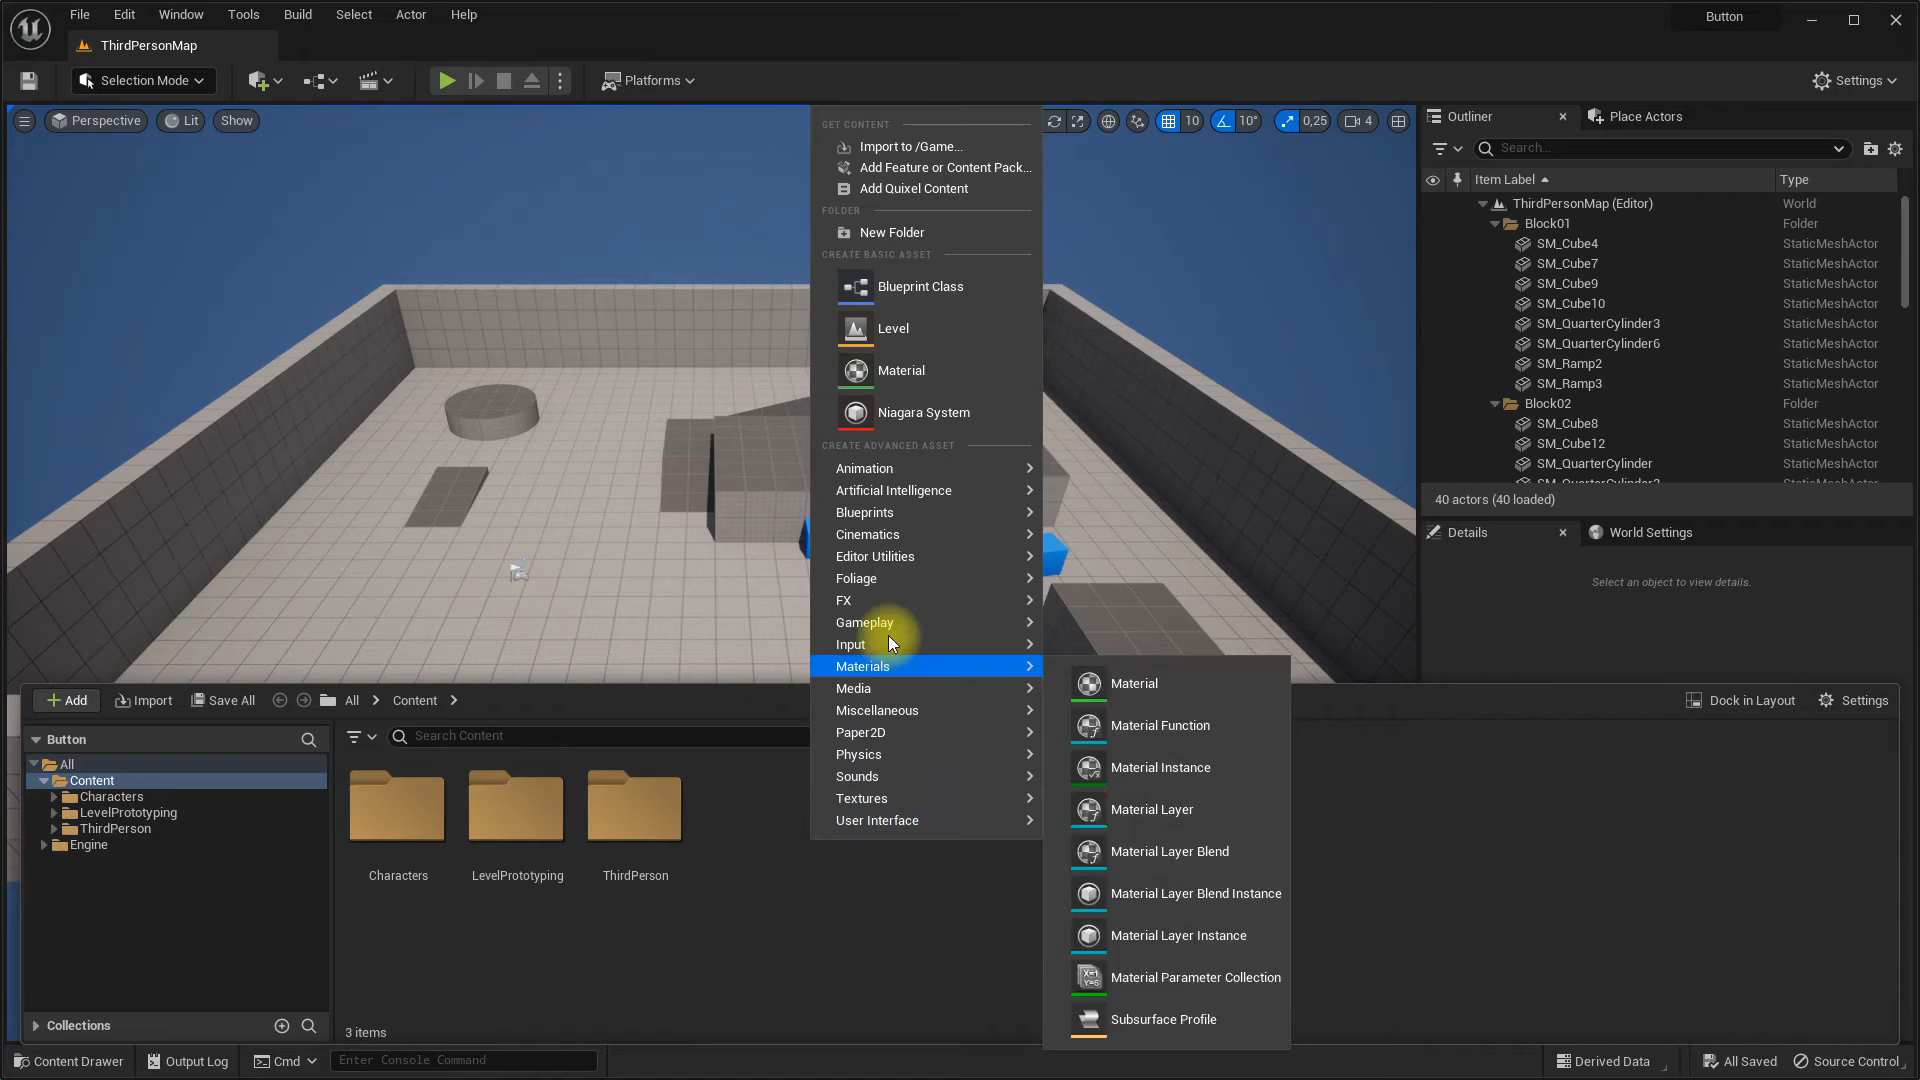 File Edit Window Tools Build Select Actor Help
Button
ThirdPersonMap
Selection Mode
Platforms
Settings
Perspective
Lit
Show
10
10°
0,25
4
GET CONTENT
Import to /Game...
Add Feature or Content Pack...
Add Quixel Content
FOLDER
New Folder
CREATE BASIC ASSET
Blueprint Class
Level
Material
Niagara System
CREATE ADVANCED ASSET
Animation
Artificial Intelligence
Blueprints
Cinematics
Editor Utilities
Foliage
FX
Gameplay
Input
Materials
Media
Miscellaneous
Paper2D
Physics
Sounds
Textures
User Interface
Material
Material Function
Material Instance
Material Layer
Material Layer Blend
Material Layer Blend Instance
Material Layer Instance
Material Parameter Collection
Subsurface Profile
Outliner
Place Actors
Search...
Item Label
Type
ThirdPersonMap (Editor) World
Block01 Folder
SM_Cube4 StaticMeshActor
SM_Cube7 StaticMeshActor
SM_Cube9 StaticMeshActor
SM_Cube10 StaticMeshActor
SM_QuarterCylinder3 StaticMeshActor
SM_QuarterCylinder6 StaticMeshActor
SM_Ramp2 StaticMeshActor
SM_Ramp3 StaticMeshActor
Block02 Folder
SM_Cube8 StaticMeshActor
SM_Cube12 StaticMeshActor
SM_QuarterCylinder StaticMeshActor
40 actors (40 loaded)
Details
World Settings
Select an object to view details.
Add
Import
Save All
All
Content
Dock in Layout
Settings
Button
All
Content
Characters
LevelPrototyping
ThirdPerson
Engine
Collections
Search Content
Characters
LevelPrototyping
ThirdPerson
3 items
Content Drawer
Output Log
Cmd
Enter Console Command
Derived Data
All Saved
Source Control